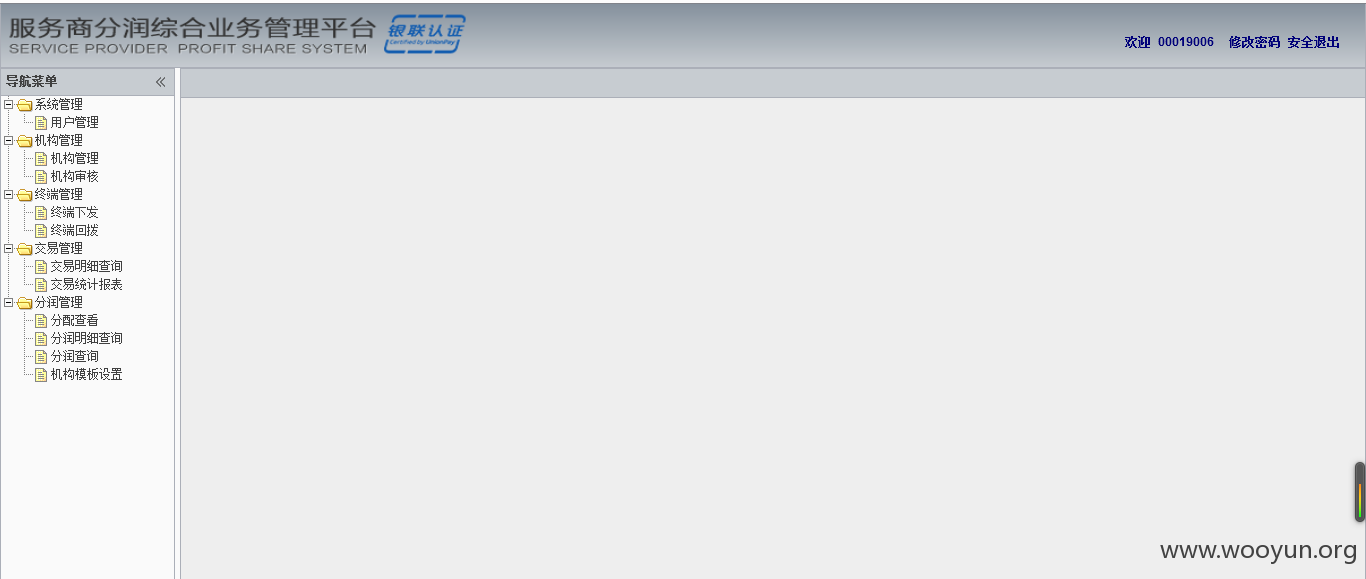 服务商分润综合业务管理平台
SERVICE PROVIDER PROFIT SHARE SYSTEM
银联认证
Certified by UnionPay
欢迎 00019006 修改密码 安全退出
导航菜单
系统管理
用户管理
机构管理
机构管理
机构审核
终端管理
终端下发
终端回拨
交易管理
交易明细查询
交易统计报表
分润管理
分配查看
分润明细查询
分润查询
机构模板设置
www.wooyun.org